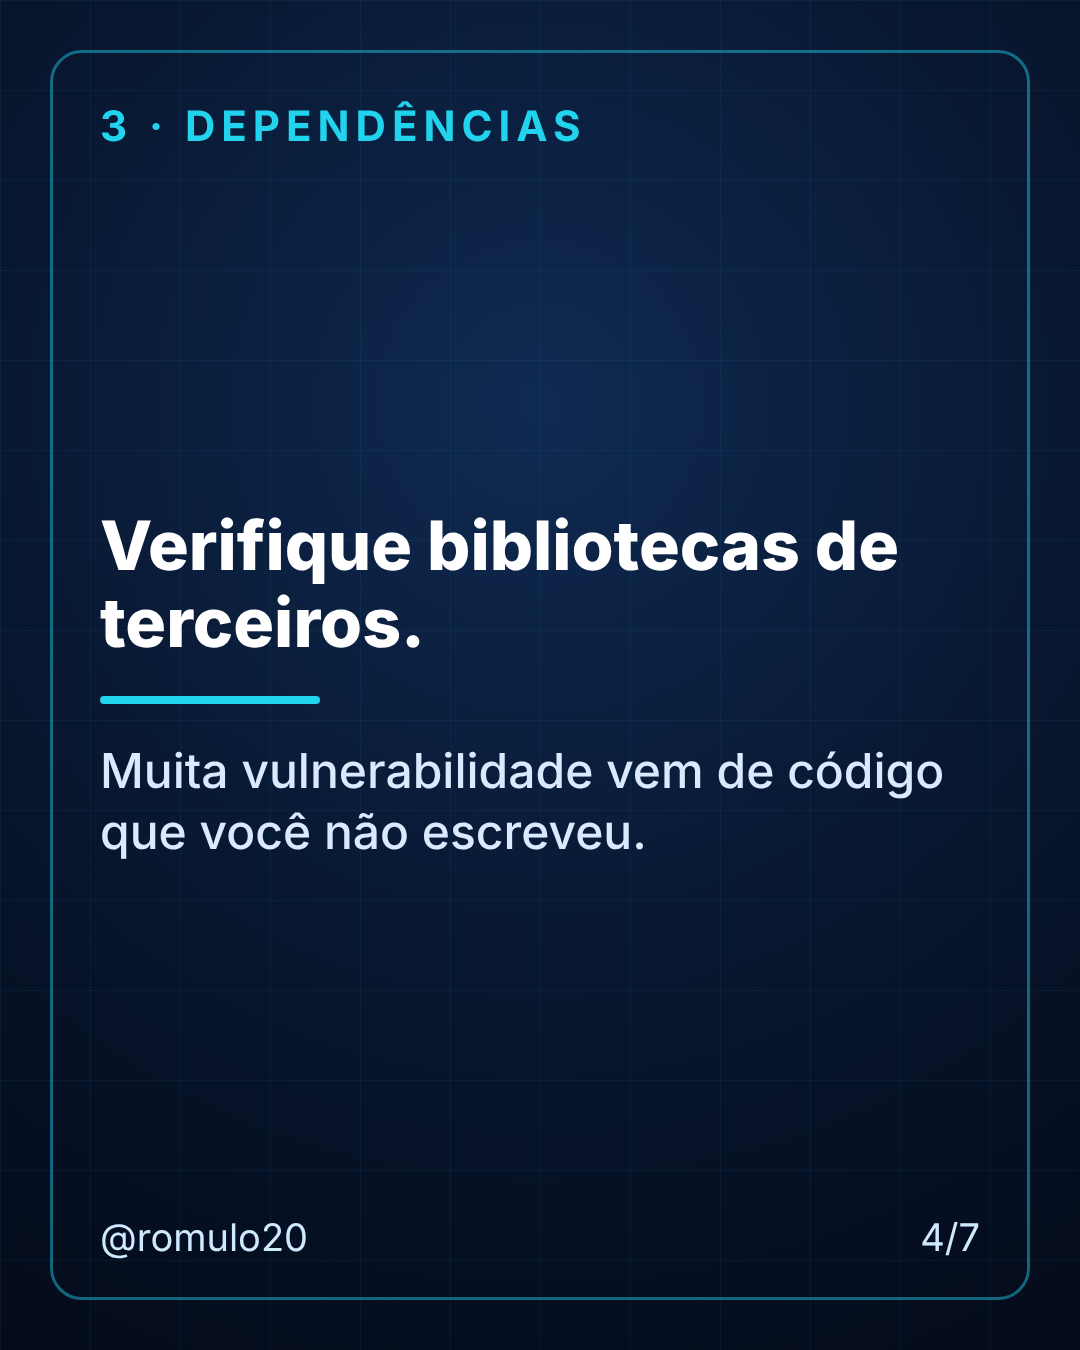 3 · DEPENDÊNCIAS
Verifique bibliotecas de
terceiros.
Muita vulnerabilidade vem de código
que você não escreveu.
@romulo20
4/7